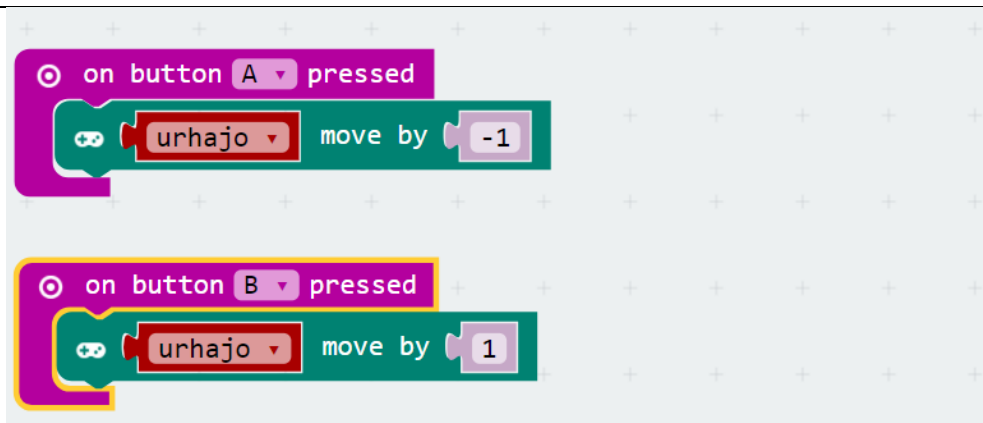 on button A pressed
urhajo move by -1
on button B pressed
urhajo move by 1